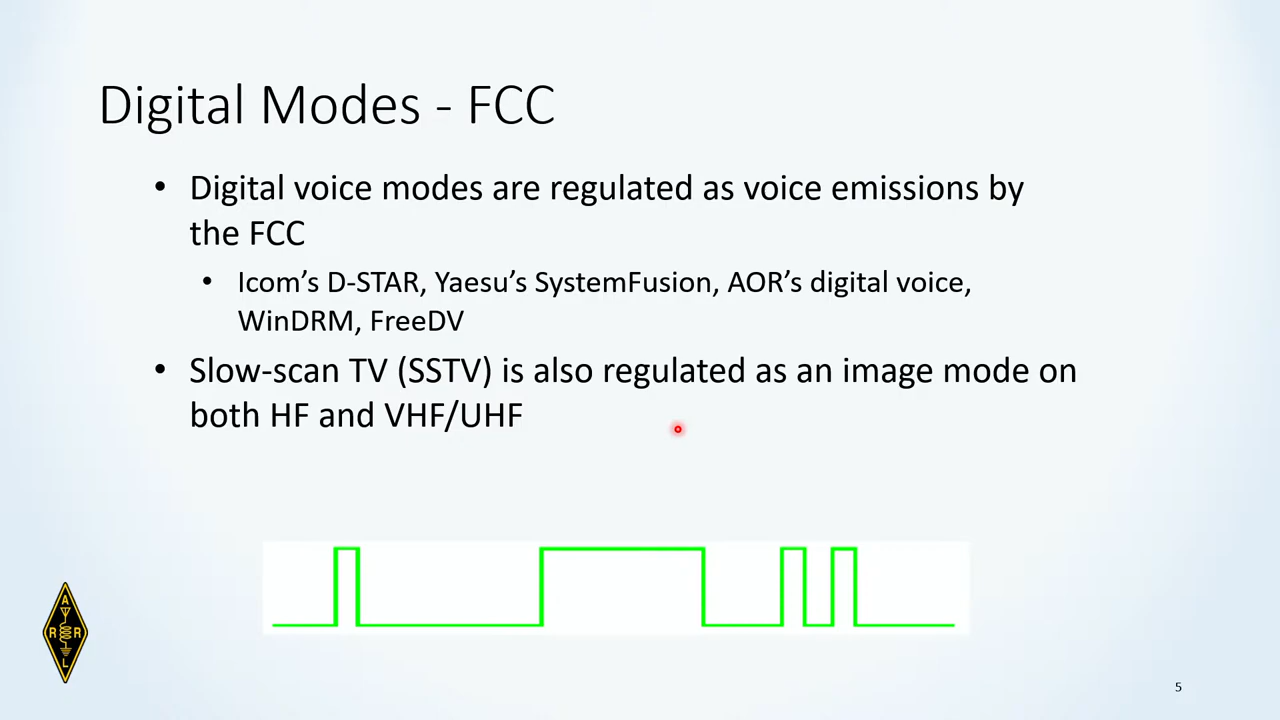 Digital Modes - FCC
• Digital voice modes are regulated as voice emissions by
the FCC
• Icom’s D-STAR, Yaesu’s SystemFusion, AOR’s digital voice,
WinDRM, FreeDV
• Slow-scan TV (SSTV) is also regulated as an image mode on
both HF and VHF/UHF
A
R R
L
5